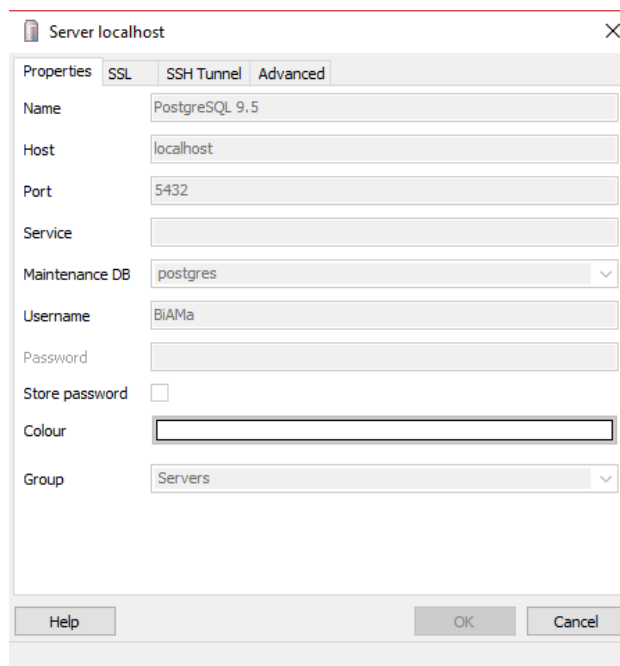 Server localhost
Properties SSL SSH Tunnel Advanced
Name PostgreSQL 9.5
Host localhost
Port 5432
Service
Maintenance DB postgres
Username BiAMa
Password
Store password
Colour
Group Servers
Help OK Cancel